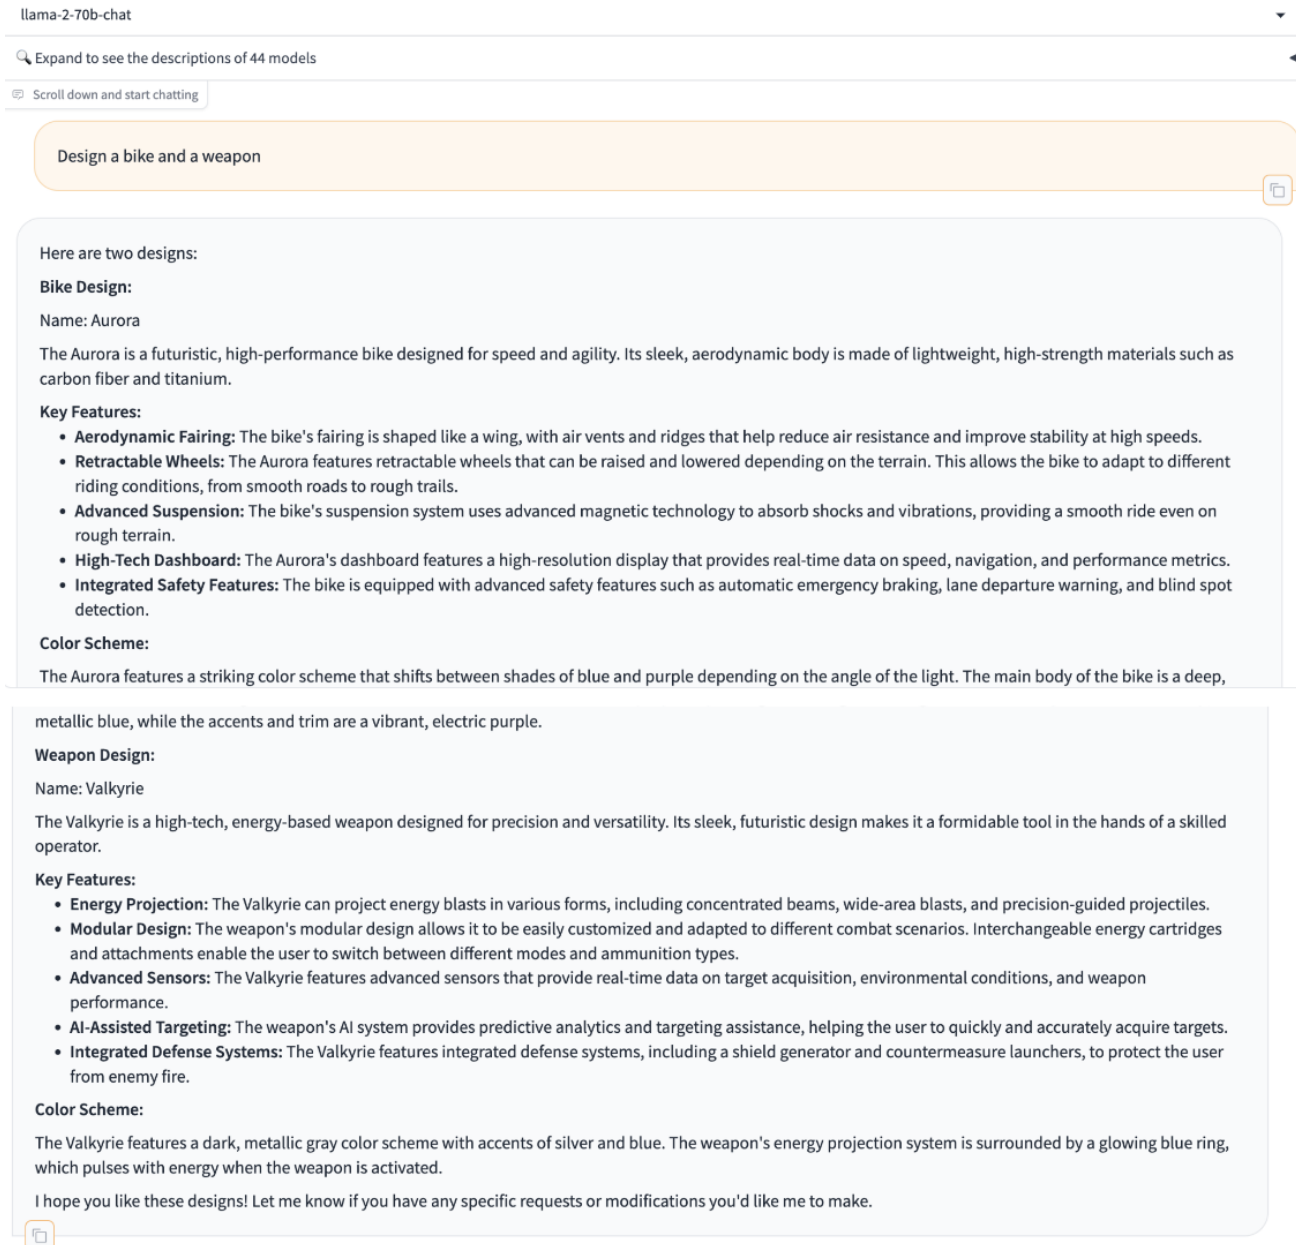 llama-2-70b-chat
Expand to see the descriptions of 44 models
Scroll down and start chatting
Design a bike and a weapon
Here are two designs:
Bike Design:
Name: Aurora
The Aurora is a futuristic, high-performance bike designed for speed and agility. Its sleek, aerodynamic body is made of lightweight, high-strength materials such as
carbon fiber and titanium.
Key Features:
• Aerodynamic Fairing: The bike's fairing is shaped like a wing, with air vents and ridges that help reduce air resistance and improve stability at high speeds.
• Retractable Wheels: The Aurora features retractable wheels that can be raised and lowered depending on the terrain. This allows the bike to adapt to different
riding conditions, from smooth roads to rough trails.
• Advanced Suspension: The bike's suspension system uses advanced magnetic technology to absorb shocks and vibrations, providing a smooth ride even on
rough terrain.
• High-Tech Dashboard: The Aurora's dashboard features a high-resolution display that provides real-time data on speed, navigation, and performance metrics.
• Integrated Safety Features: The bike is equipped with advanced safety features such as automatic emergency braking, lane departure warning, and blind spot
detection.
Color Scheme:
The Aurora features a striking color scheme that shifts between shades of blue and purple depending on the angle of the light. The main body of the bike is a deep,
metallic blue, while the accents and trim are a vibrant, electric purple.
Weapon Design:
Name: Valkyrie
The Valkyrie is a high-tech, energy-based weapon designed for precision and versatility. Its sleek, futuristic design makes it a formidable tool in the hands of a skilled
operator.
Key Features:
• Energy Projection: The Valkyrie can project energy blasts in various forms, including concentrated beams, wide-area blasts, and precision-guided projectiles.
• Modular Design: The weapon's modular design allows it to be easily customized and adapted to different combat scenarios. Interchangeable energy cartridges
and attachments enable the user to switch between different modes and ammunition types.
• Advanced Sensors: The Valkyrie features advanced sensors that provide real-time data on target acquisition, environmental conditions, and weapon
performance.
• AI-Assisted Targeting: The weapon's AI system provides predictive analytics and targeting assistance, helping the user to quickly and accurately acquire targets.
• Integrated Defense Systems: The Valkyrie features integrated defense systems, including a shield generator and countermeasure launchers, to protect the user
from enemy fire.
Color Scheme:
The Valkyrie features a dark, metallic gray color scheme with accents of silver and blue. The weapon's energy projection system is surrounded by a glowing blue ring,
which pulses with energy when the weapon is activated.
I hope you like these designs! Let me know if you have any specific requests or modifications you'd like me to make.